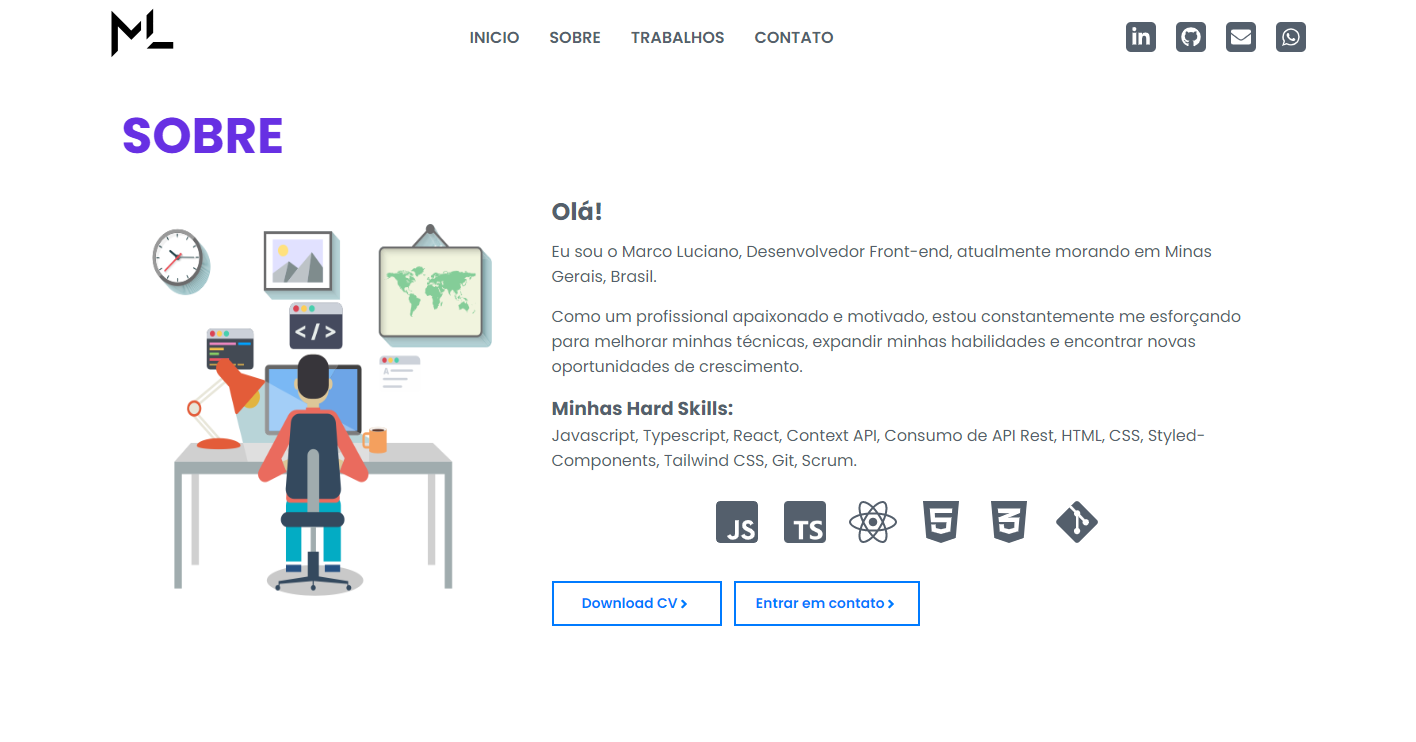 ML
INICIO SOBRE TRABALHOS CONTATO
in
SOBRE
Olá!
Eu sou o Marco Luciano, Desenvolvedor Front-end, atualmente morando em Minas
Gerais, Brasil.
Como um profissional apaixonado e motivado, estou constantemente me esforçando
para melhorar minhas técnicas, expandir minhas habilidades e encontrar novas
oportunidades de crescimento.
</>
A
Minhas Hard Skills:
Javascript, Typescript, React, Context API, Consumo de API Rest, HTML, CSS, Styled-
Components, Tailwind CSS, Git, Scrum.
JS TS 5 3
Download CV
Entrar em contato